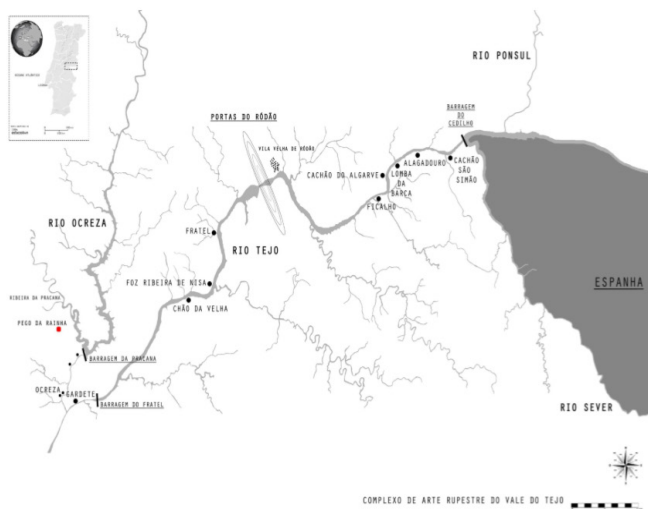 RIO PONSUL
BARRAGEM
DO
CEDILHO
PORTAS DO RÓDÃO
VILA VELHA DE RÓDÃO
ALAGADOURO
CACHÃO DO ALGARVE
LOMBA
DA
BARCA
CACHÃO
SÃO
SIMÃO
FICALHO
RIO OCREZA
FRATEL
RIO TEJO
FOZ RIBEIRA DE NISA
CHÃO DA VELHA
ESPANHA
RIBEIRA DA PRACANA
PEGO DA RAINHA
BARRAGEM DA PRACANA
OCREZA
GARDETE
BARRAGEM DO FRATEL
RIO SEVER
COMPLEXO DE ARTE RUPESTRE DO VALE DO TEJO